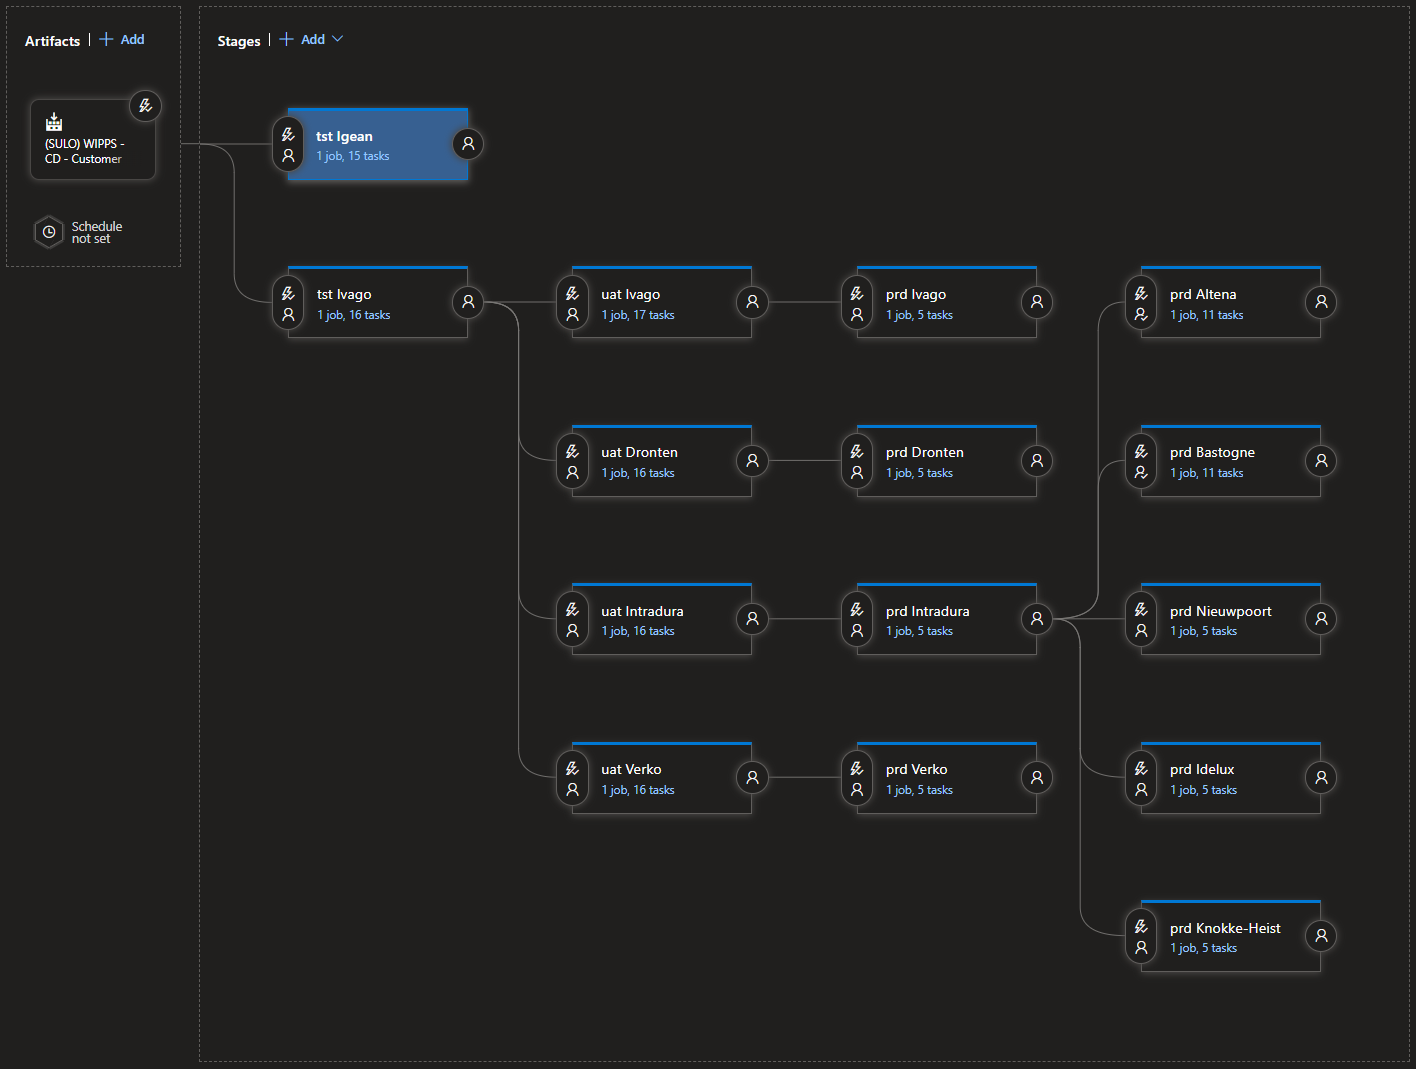 Artifacts | + Add
Stages | + Add
(SULO) WIPPS -
CD - Customer
Schedule
not set
tst Igean
1 job, 15 tasks
tst Ivago
1 job, 16 tasks
uat Ivago
1 job, 17 tasks
prd Ivago
1 job, 5 tasks
prd Altena
1 job, 11 tasks
uat Dronten
1 job, 16 tasks
prd Dronten
1 job, 5 tasks
prd Bastogne
1 job, 11 tasks
uat Intradura
1 job, 16 tasks
prd Intradura
1 job, 5 tasks
prd Nieuwpoort
1 job, 5 tasks
uat Verko
1 job, 16 tasks
prd Verko
1 job, 5 tasks
prd Idelux
1 job, 5 tasks
prd Knokke-Heist
1 job, 5 tasks